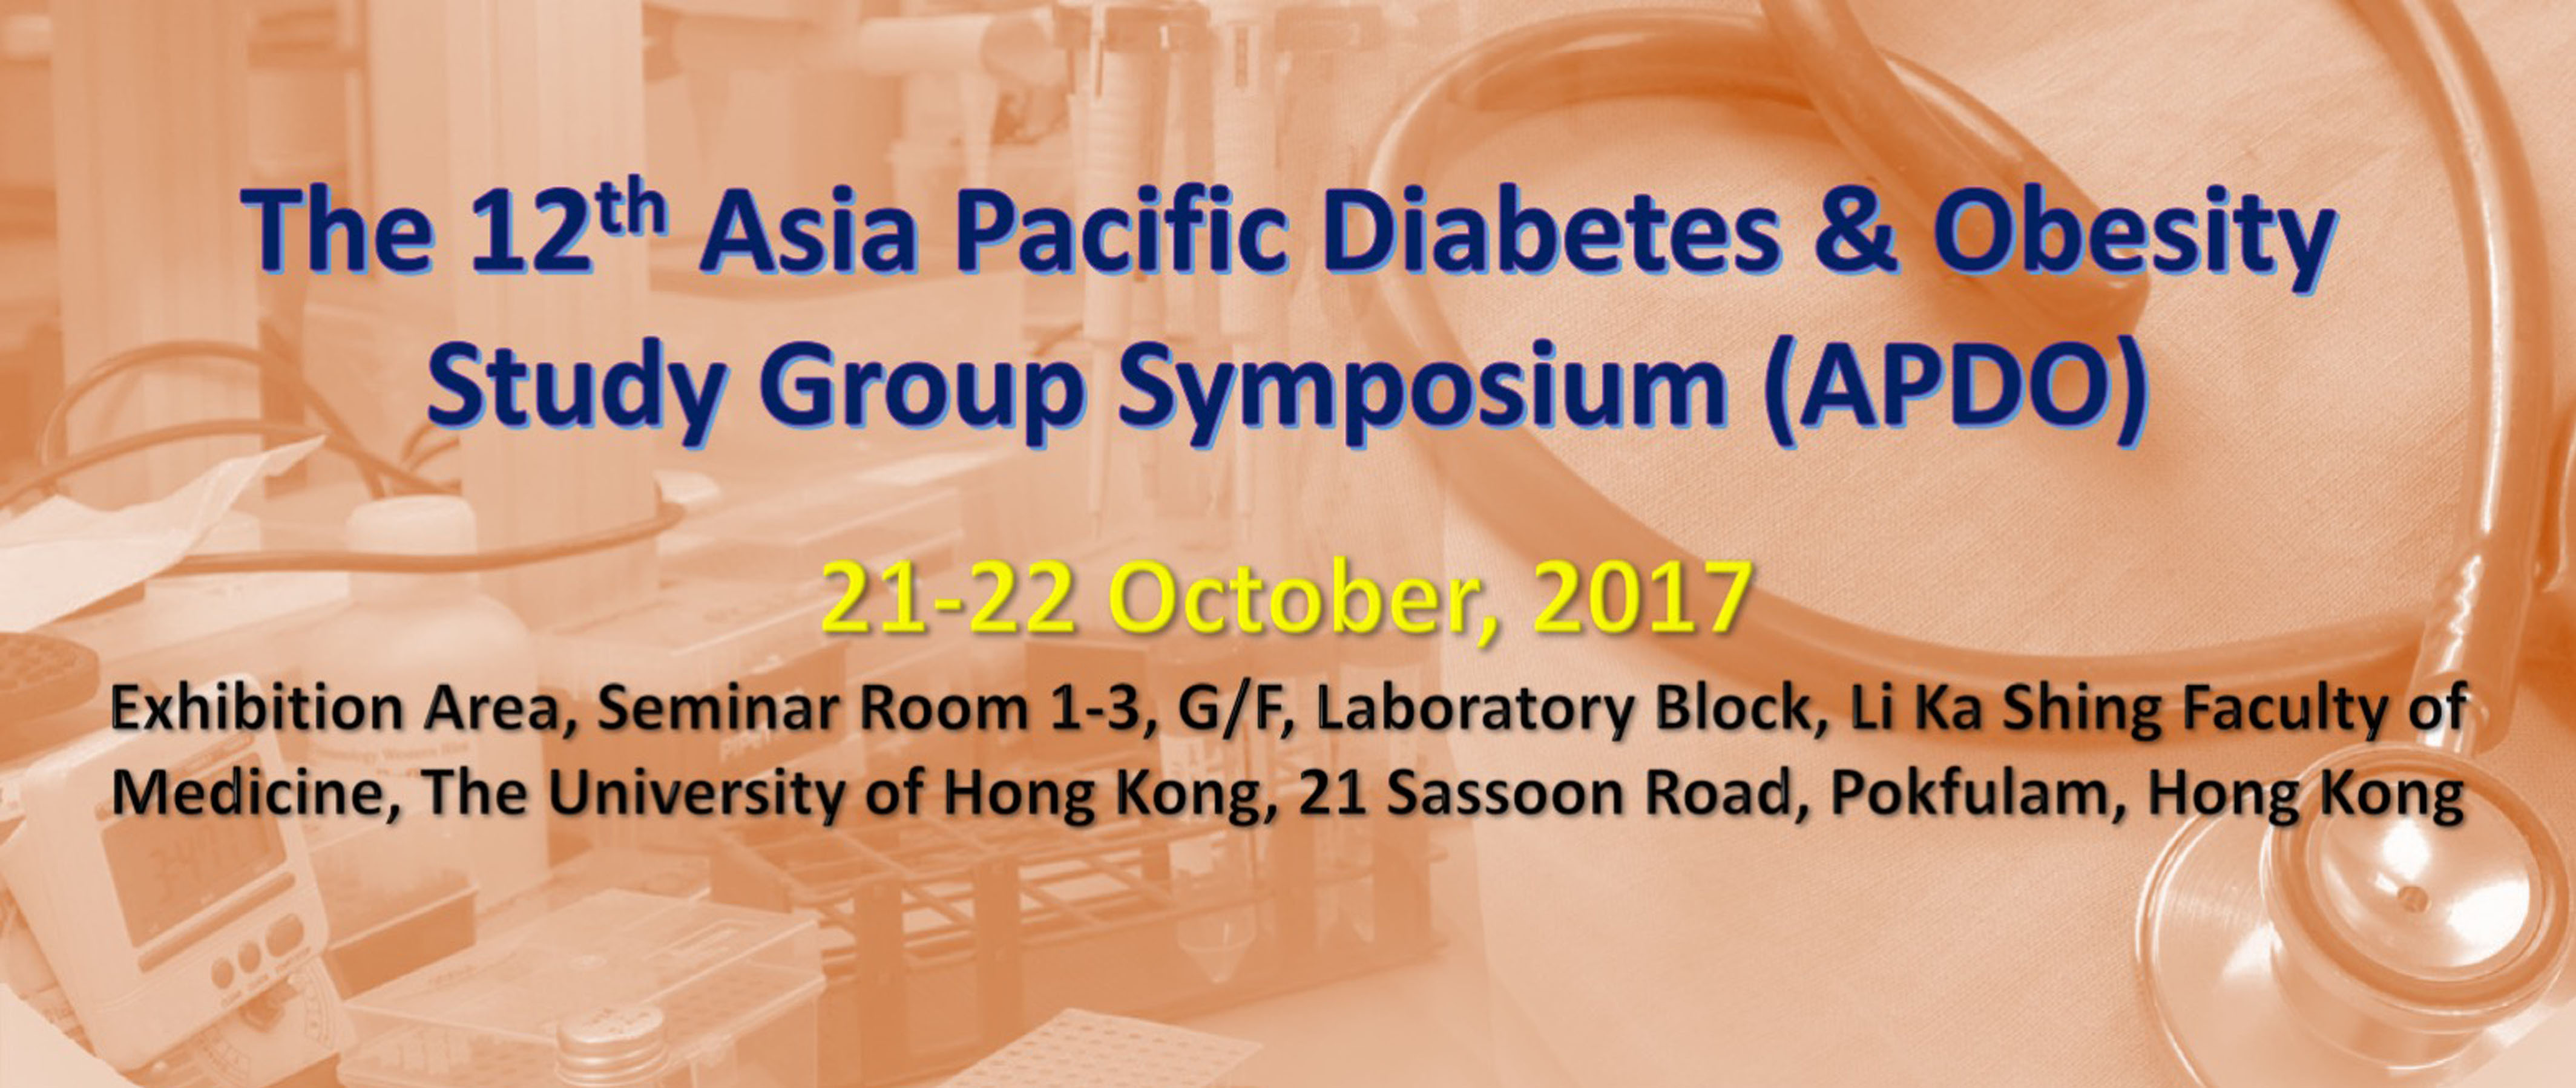 The 12th Asia Pacific Diabetes & Obesity
Study Group Symposium (APDO)
21-22 October, 2017
Exhibition Area, Seminar Room 1-3, G/F, Laboratory Block, Li Ka Shing Faculty of
Medicine, The University of Hong Kong, 21 Sassoon Road, Pokfulam, Hong Kong